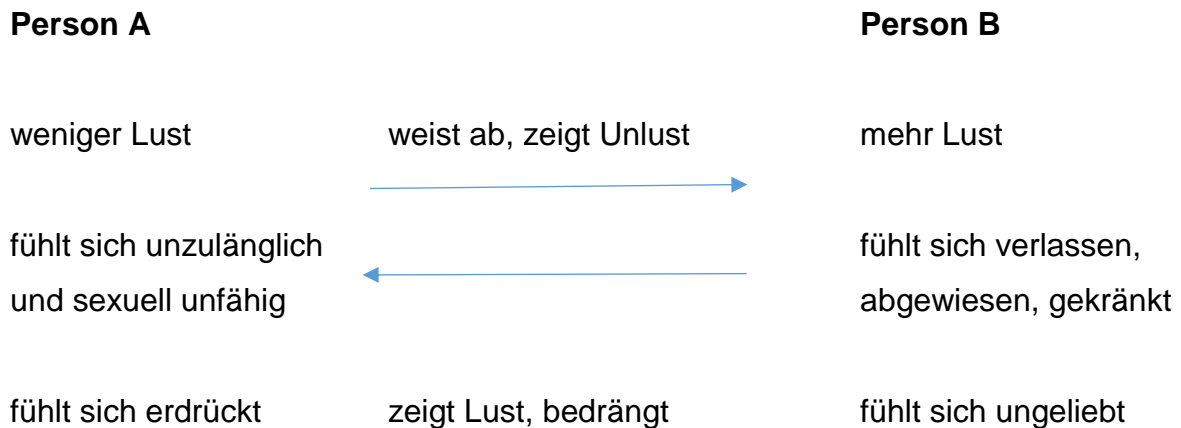 Person A Person B
weniger Lust weist ab, zeigt Unlust mehr Lust
fühlt sich unzulänglich fühlt sich verlassen,
und sexuell unfähig abgewiesen, gekränkt
fühlt sich erdrückt zeigt Lust, bedrängt fühlt sich ungeliebt